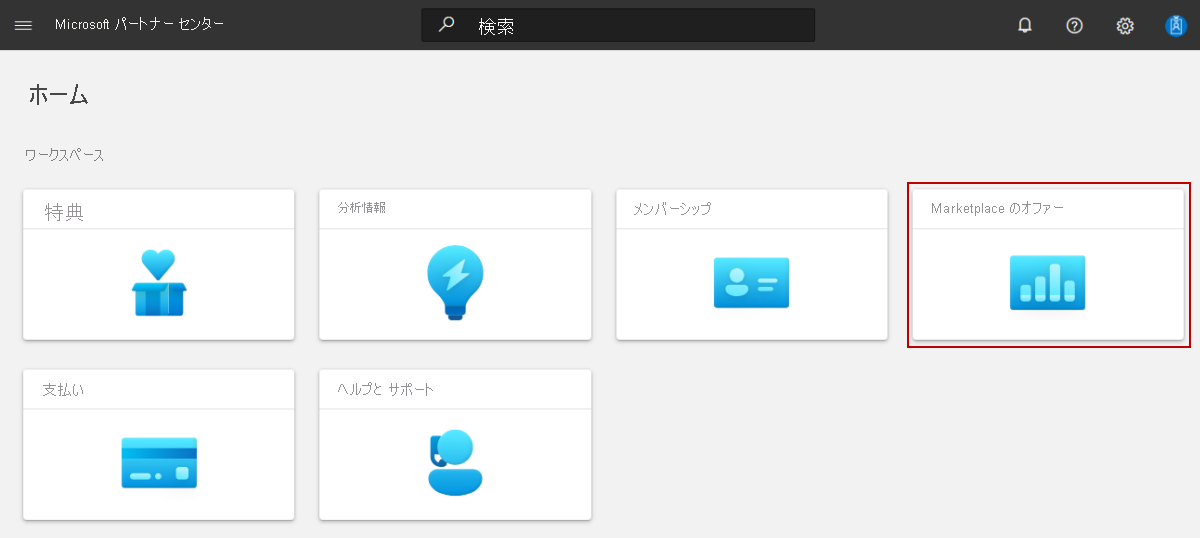 Microsoft パートナー センター
検索
ホーム
ワークスペース
特典
分析情報
メンバーシップ
Marketplace のオファー
支払い
ヘルプと サポート